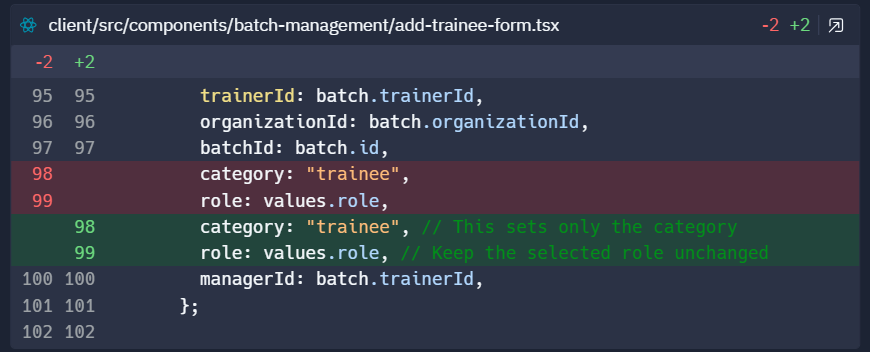 client/src/components/batch-management/add-trainee-form.tsx -2 +2
-2 +2
95 95 trainerId: batch.trainerId,
96 96 organizationId: batch.organizationId,
97 97 batchId: batch.id,
98 category: "trainee",
99 role: values.role,
98 category: "trainee", // This sets only the category
99 role: values.role, // Keep the selected role unchanged
100 100 managerId: batch.trainerId,
101 101 };
102 102